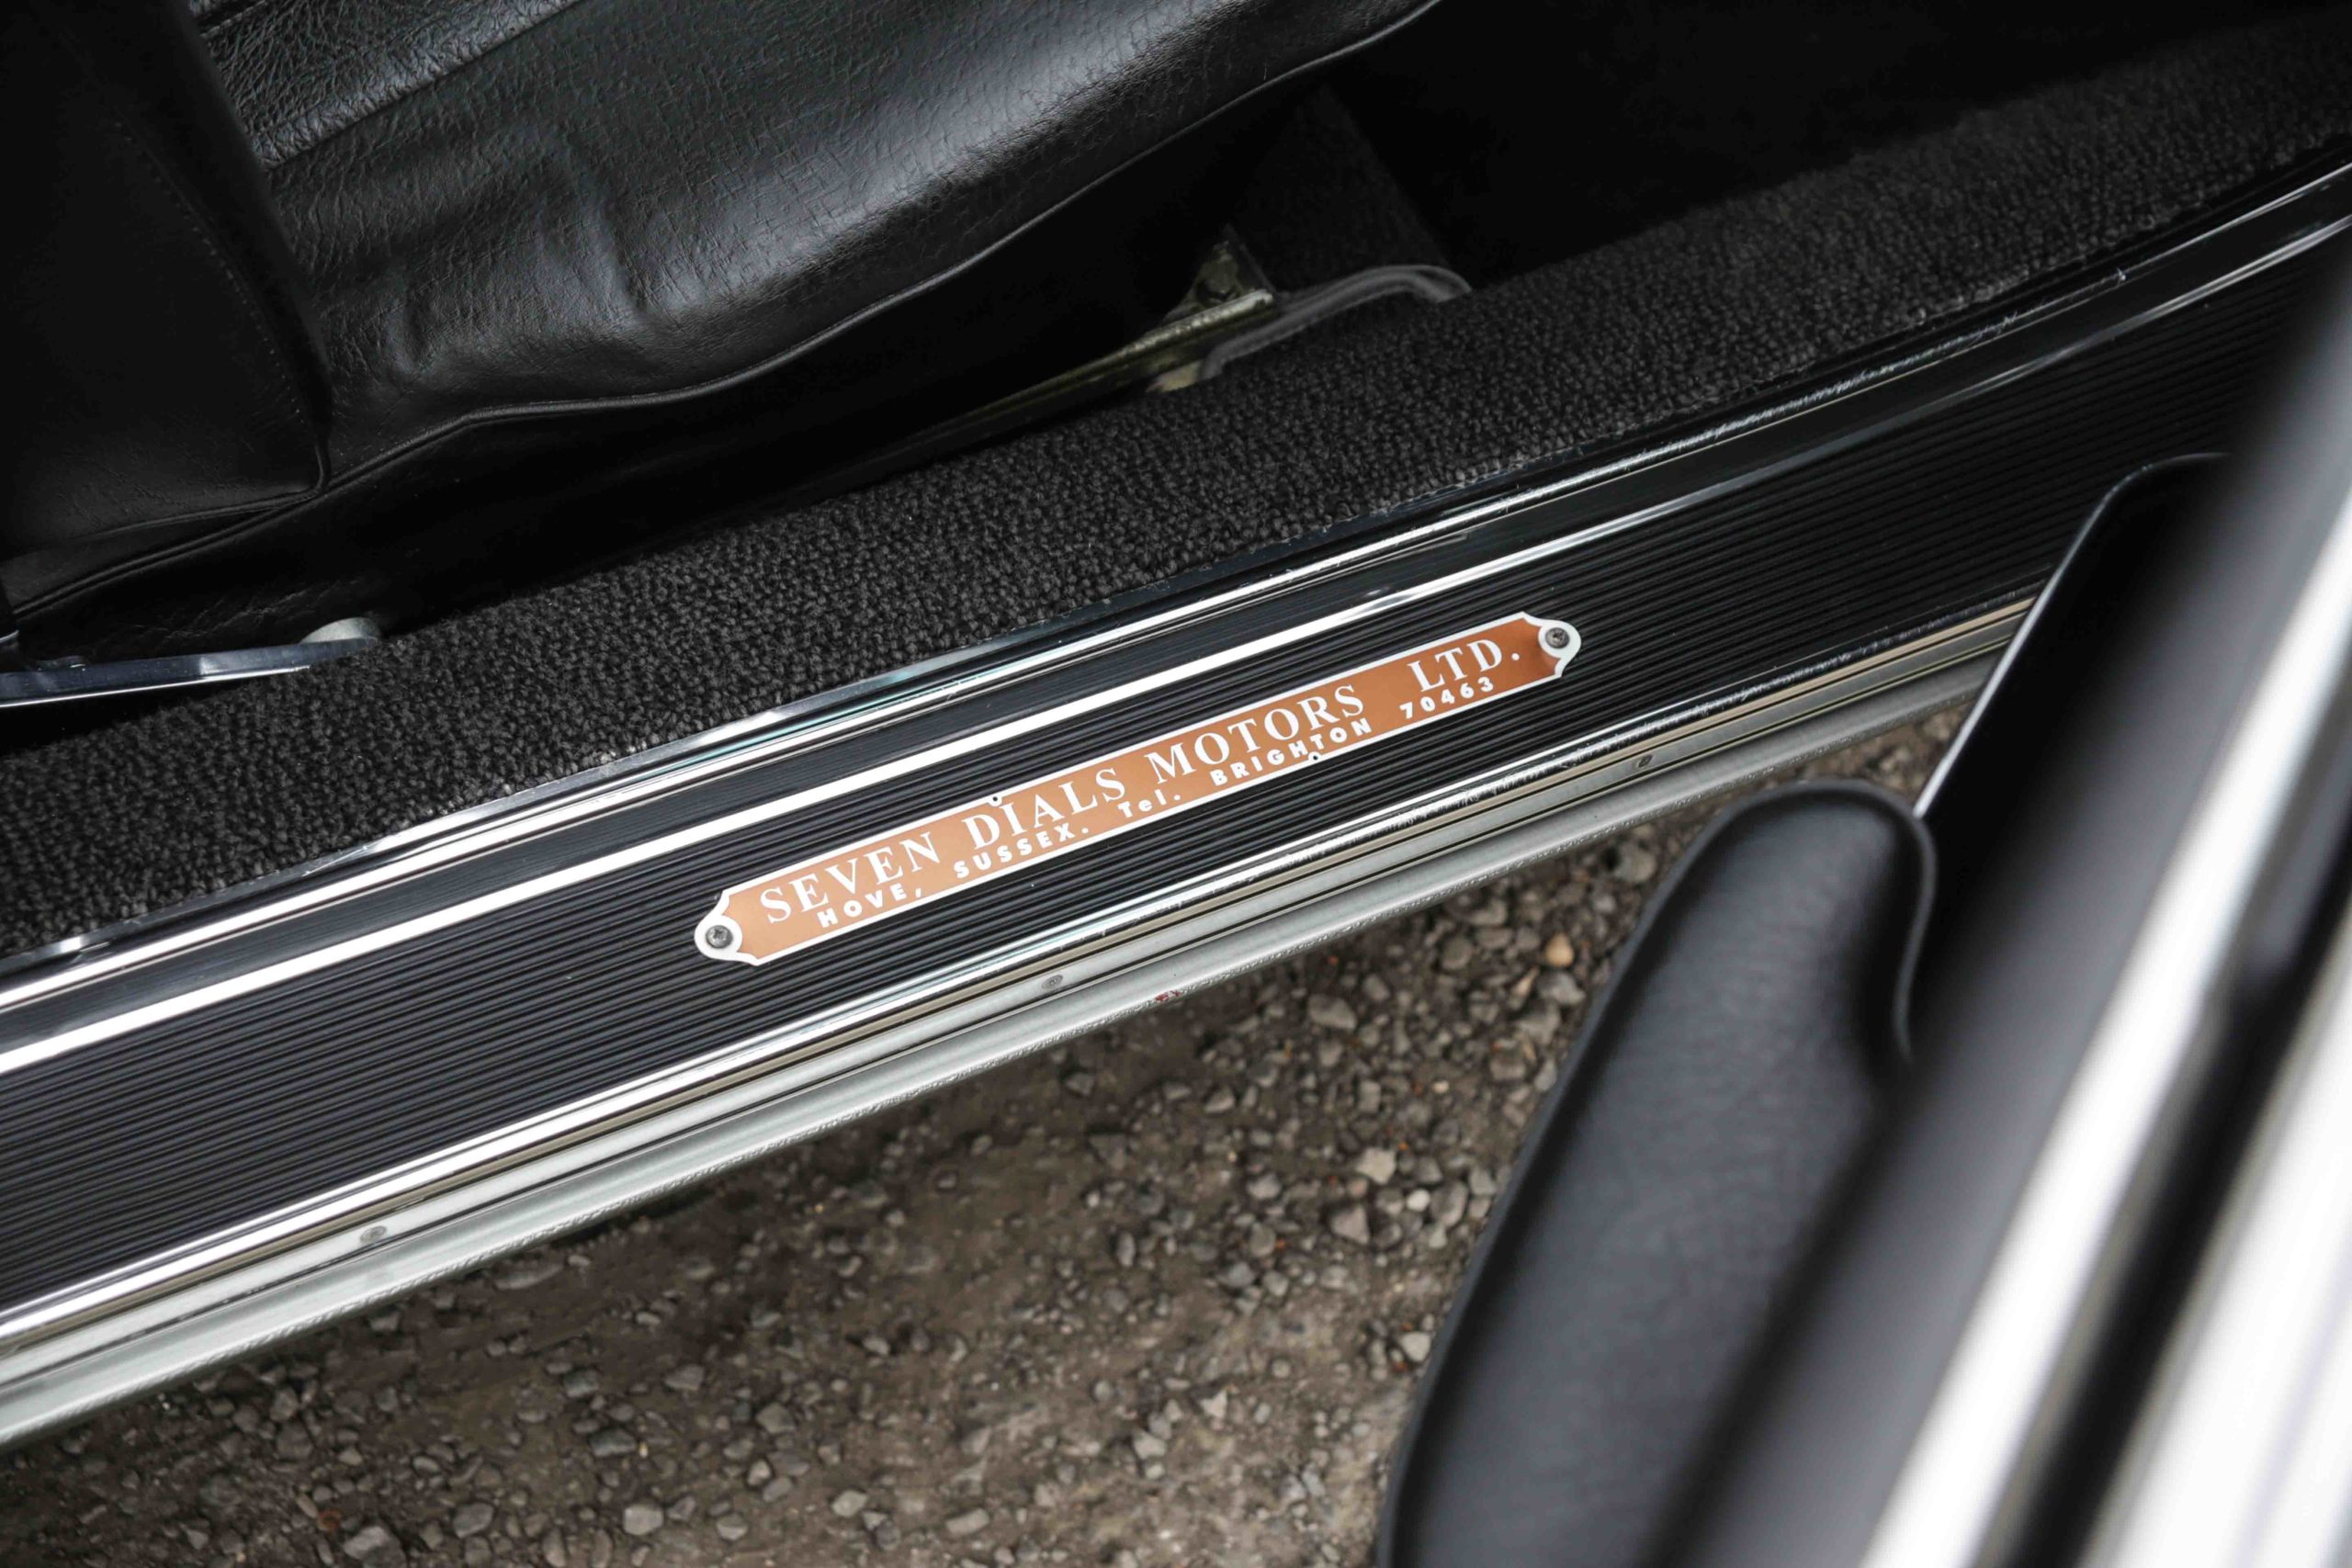 SEVEN DIALS MOTORS LTD.
HOVE, SUSSEX. Tel. BRIGHTON 70463